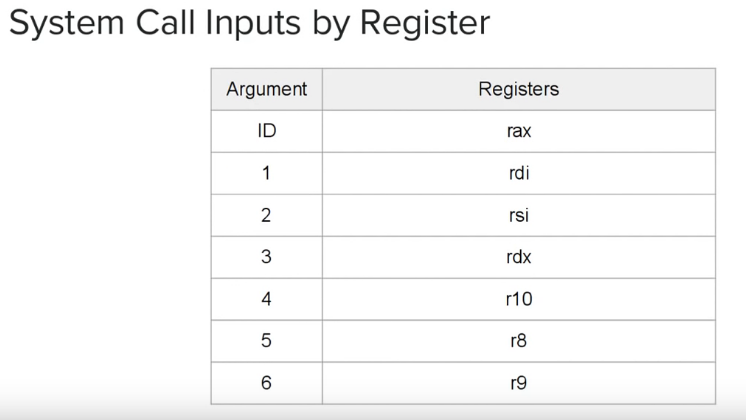 System Call Inputs by Register
Argument Registers
ID rax
1 rdi
2 rsi
3 rdx
4 r10
5 r8
6 r9